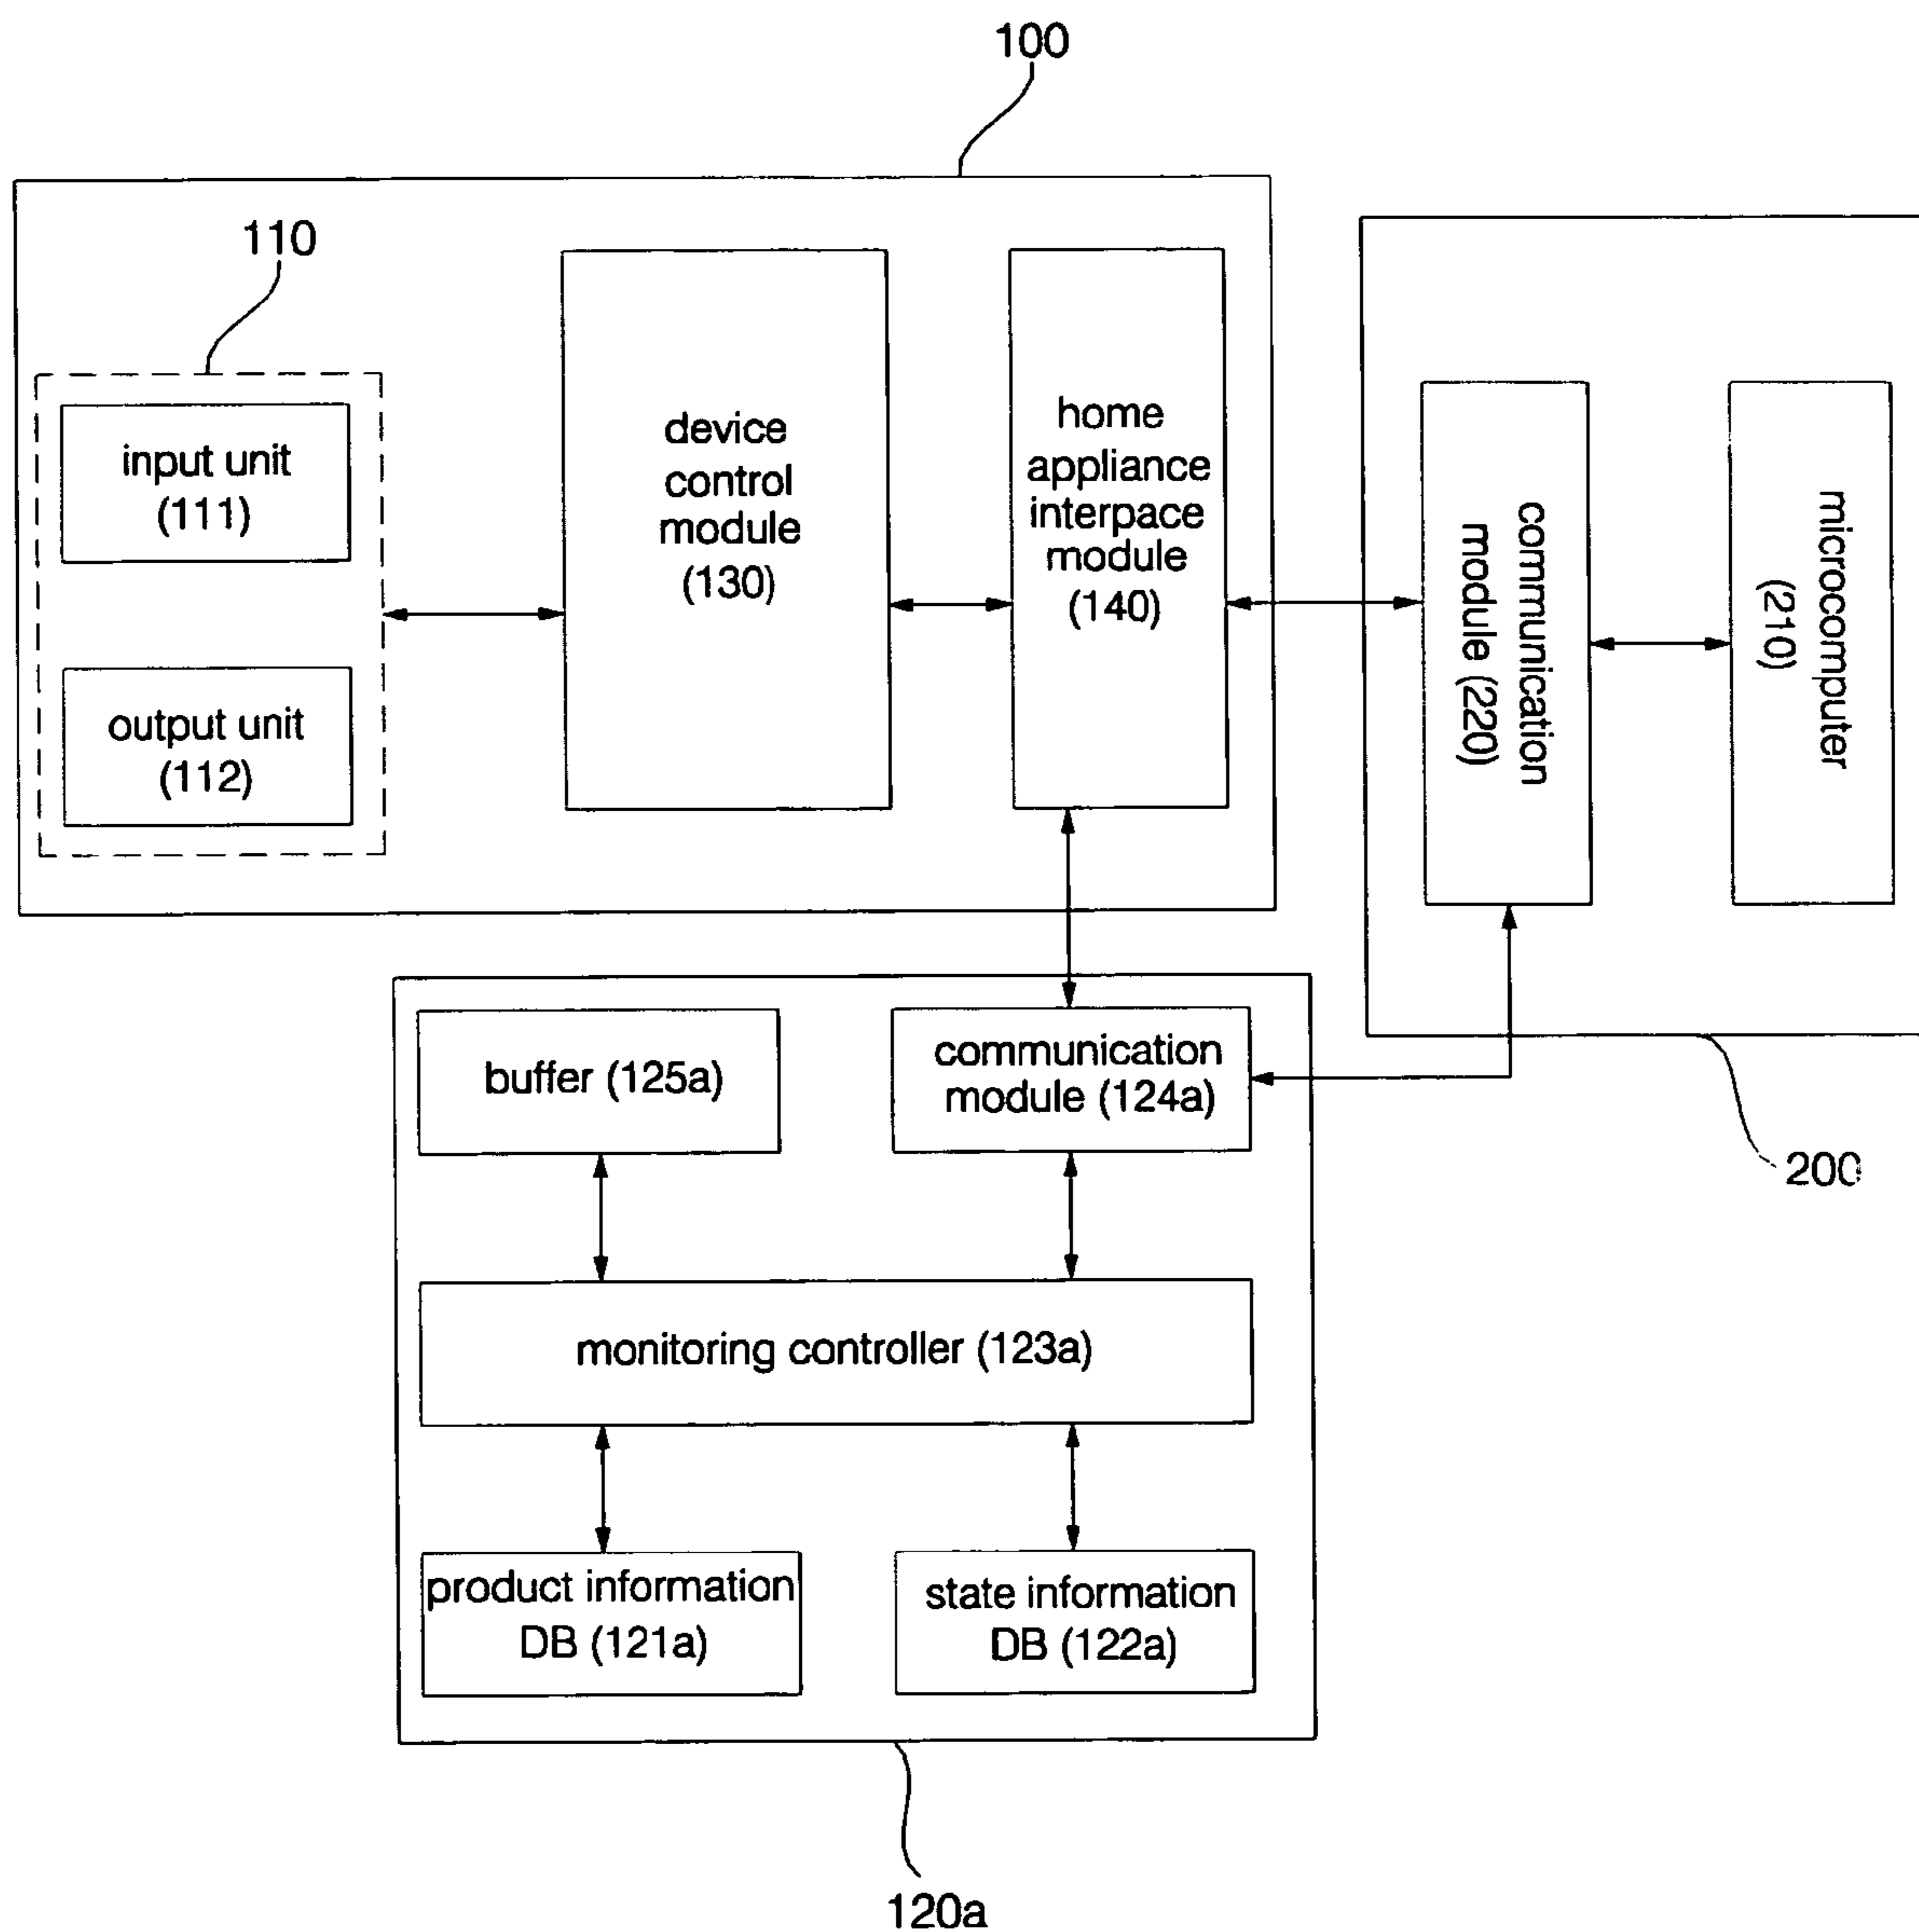 100
110
input unit
(111)
output unit
(112)
device
control
module
(130)
home
appliance
interpace
module
(140)
communication
module (220)
microcomputer
(210)
200
buffer (125a)
communication
module (124a)
monitoring controller (123a)
product information
DB (121a)
state information
DB (122a)
120a